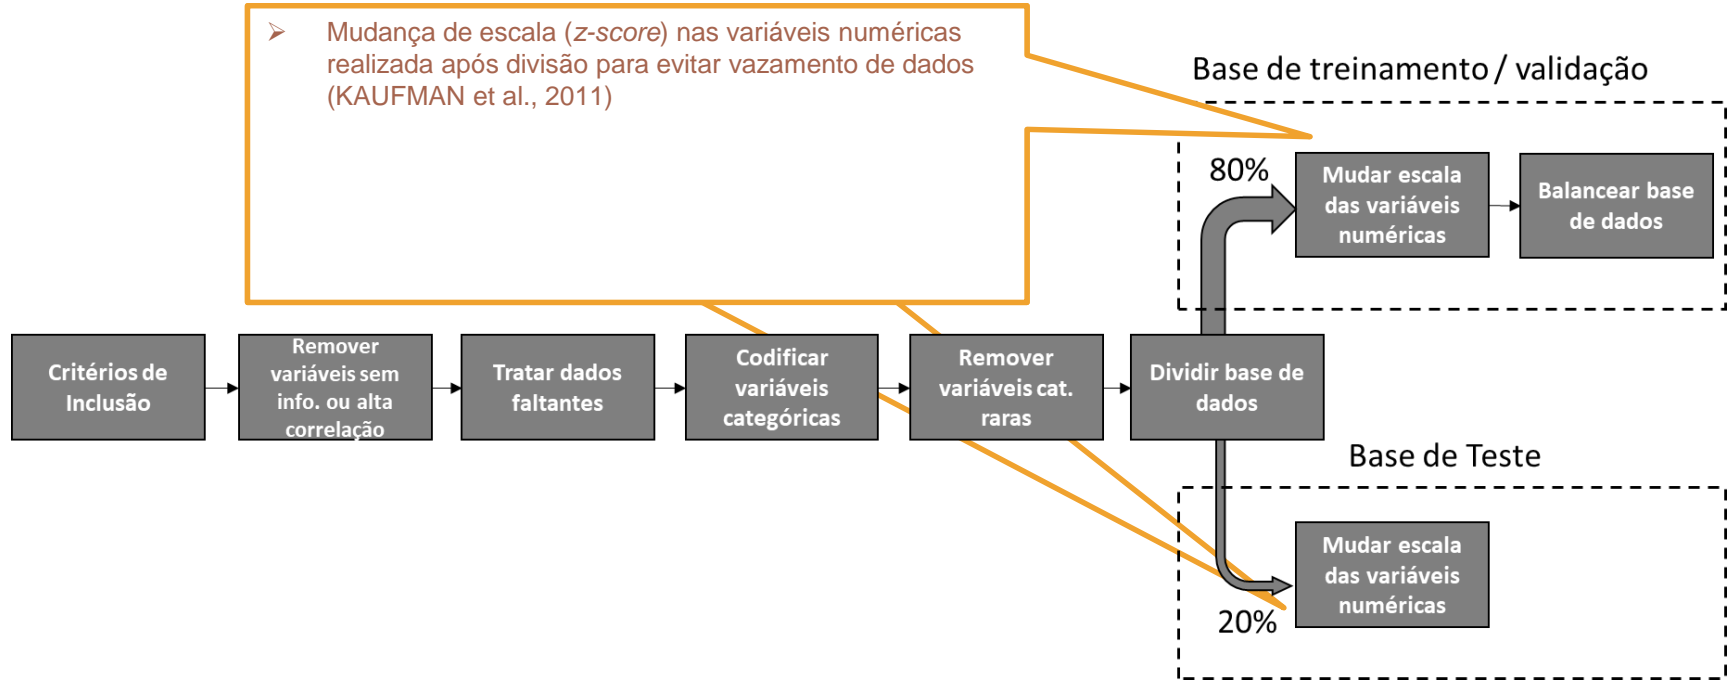 ➢ Mudança de escala (z-score) nas variáveis numéricas
realizada após divisão para evitar vazamento de dados
(KAUFMAN et al., 2011)
Base de treinamento / validação
80%
Mudar escala
das variáveis
numéricas
Balancear base
de dados
Critérios de
Inclusão
Remover
variáveis sem
info. ou alta
correlação
Tratar dados
faltantes
Codificar
variáveis
categóricas
Remover
variáveis cat.
raras
Dividir base de
dados
Base de Teste
Mudar escala
das variáveis
numéricas
20%